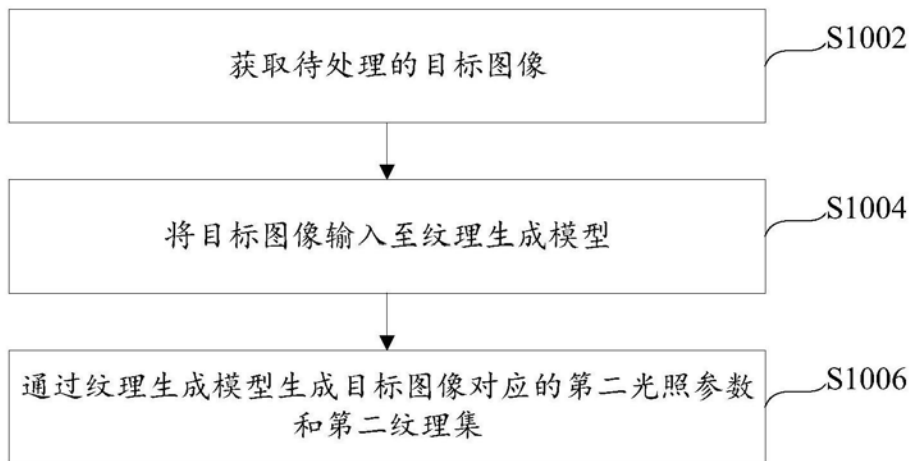 获取待处理的目标图像
S1002
将目标图像输入至纹理生成模型
S1004
通过纹理生成模型生成目标图像对应的第二光照参数
和第二纹理集
S1006